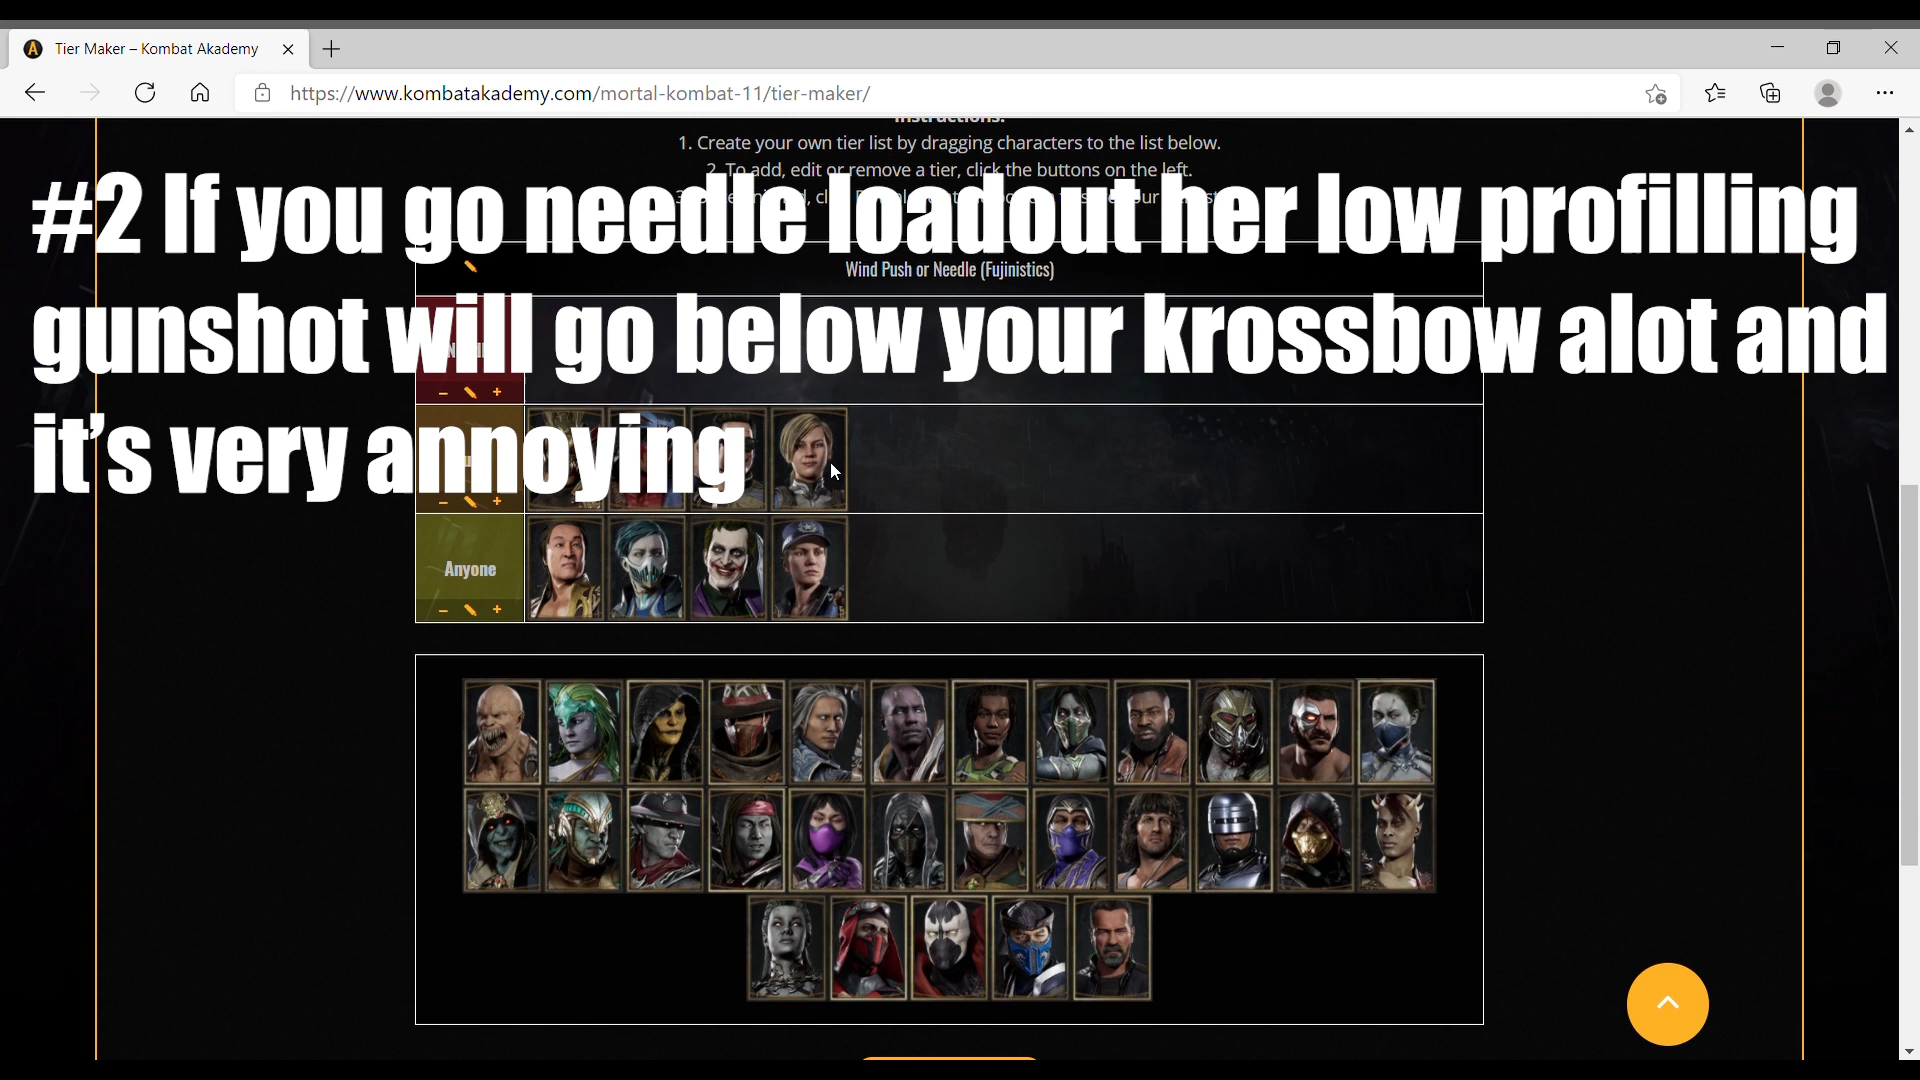 Tier Maker – Kombat Akademy
https://www.kombatakademy.com/mortal-kombat-11/tier-maker/
Instructions:
1. Create your own tier list by dragging characters to the list below.
2. To add, edit or remove a tier, click the buttons on the left.
#2 If you go needle loadout her low profilling
Wind Push or Needle (Fujinistics)
gunshot will go below your krossbow alot and
it's very annoying
Anyone